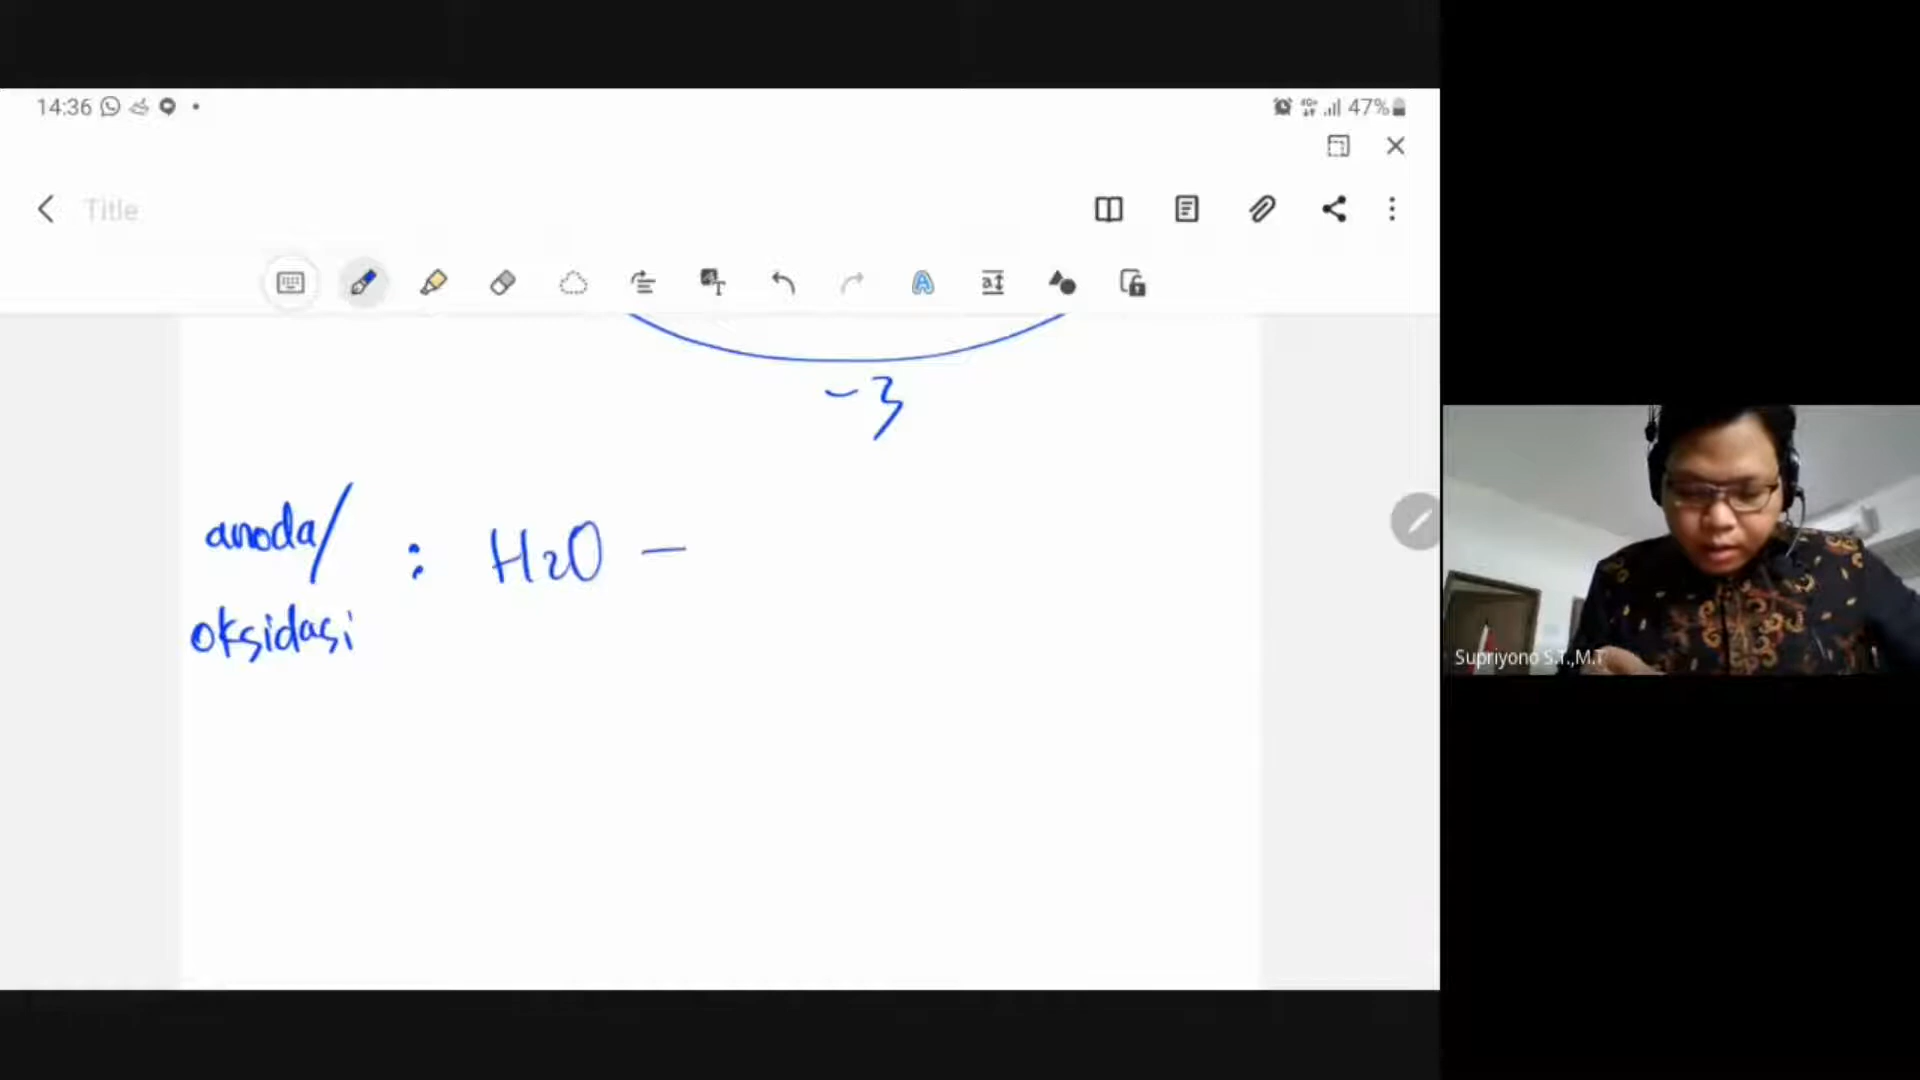 14:36 47%
Title
-3
anoda/ : H2O —
oksidasi
Supriyono S.T.,M.T